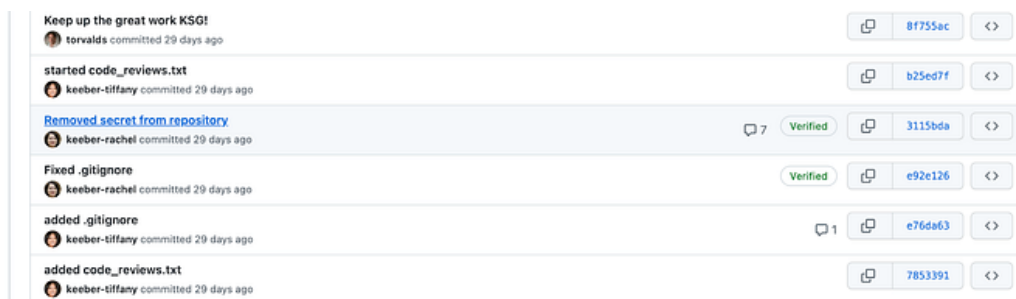 Keep up the great work KSG!
8f755ac
torvalds committed 29 days ago
started code_reviews.txt
b25ed7f
keeber-tiffany committed 29 days ago
Removed secret from repository
7 Verified 3115bda
keeber-rachel committed 29 days ago
Fixed .gitignore
Verified e92e126
keeber-rachel committed 29 days ago
added .gitignore
1 e76da63
keeber-tiffany committed 29 days ago
added code_reviews.txt
7853391
keeber-tiffany committed 29 days ago